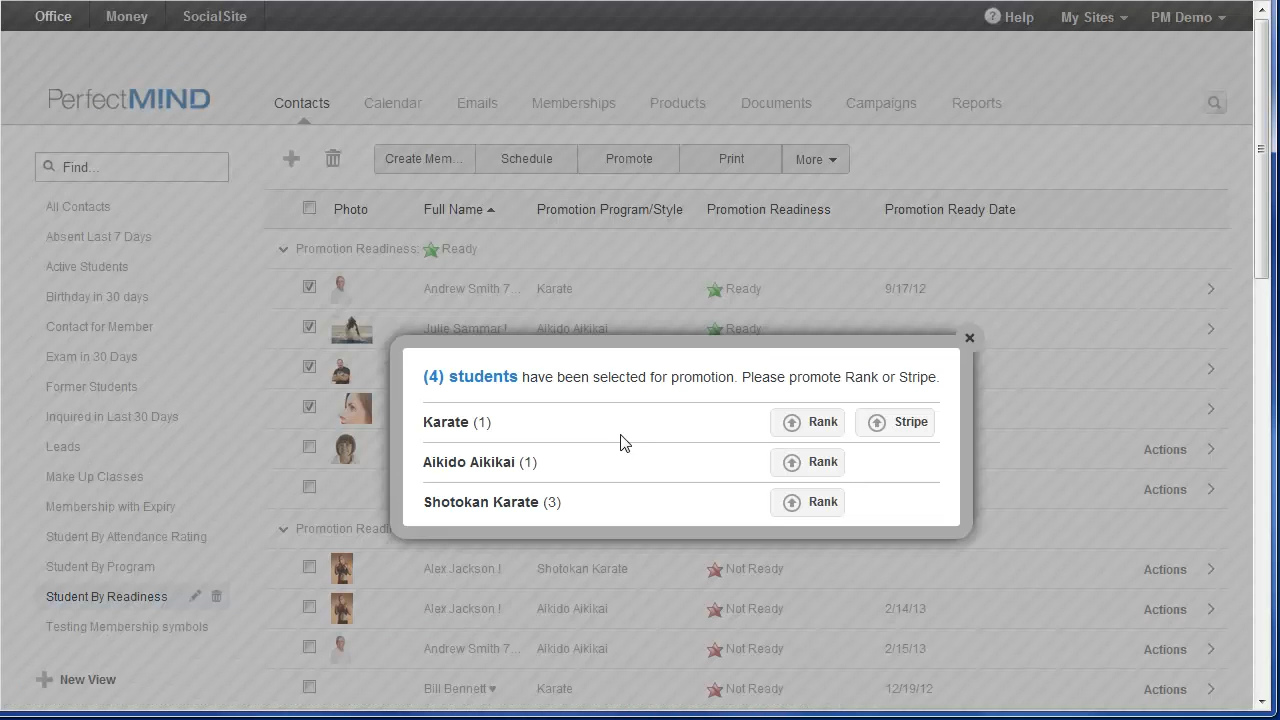 Office Money SocialSite Help My Sites PM Demo
PerfectMIND
Contacts Calendar Emails Memberships Products Documents Campaigns Reports
Find...
Create Mem... Schedule Promote Print More
All Contacts
Absent Last 7 Days
Active Students
Birthday in 30 days
Contact for Member
Exam in 30 Days
Former Students
Inquired in Last 30 Days
Leads
Make Up Classes
Membership with Expiry
Student By Attendance Rating
Student By Program
Student By Readiness
Testing Membership symbols
New View
Photo Full Name Promotion Program/Style Promotion Readiness Promotion Ready Date
Promotion Readiness: Ready
Andrew Smith 7... Karate Ready 9/17/12
Aikido Aikikai Ready
(4) students have been selected for promotion. Please promote Rank or Stripe.
Karate (1) Rank Stripe
Aikido Aikikai (1) Rank
Shotokan Karate (3) Rank
Actions
Actions
Promotion
Alex Jackson Shotokan Karate Not Ready Actions
Alex Jackson Aikido Aikikai Not Ready 2/14/13 Actions
Andrew Smith 7... Aikido Aikikai Not Ready 2/15/13 Actions
Bill Bennett Karate Not Ready 12/19/12 Actions